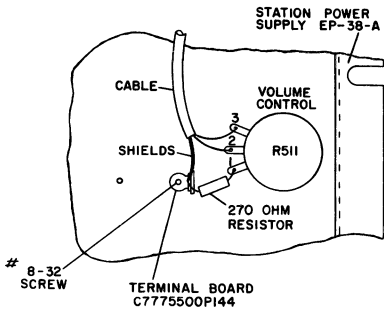 STATION POWER
SUPPLY EP-38-A
CABLE
VOLUME
CONTROL
3
2
1
R511
SHIELDS
270 OHM
RESISTOR
#
8-32
SCREW
TERMINAL BOARD
C7775500P144